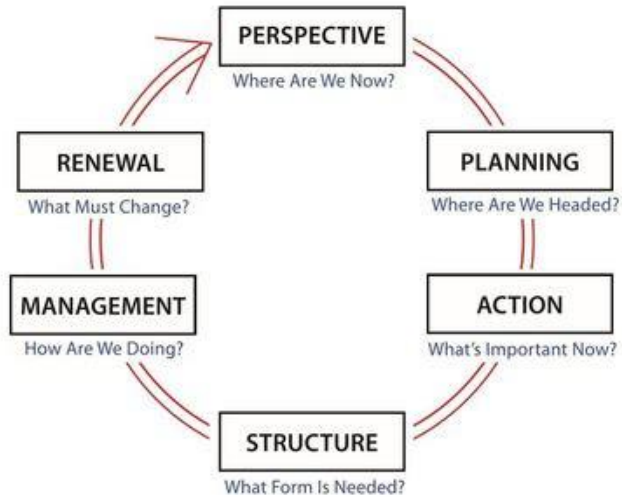 PERSPECTIVE
Where Are We Now?
PLANNING
Where Are We Headed?
ACTION
What's Important Now?
STRUCTURE
What Form Is Needed?
MANAGEMENT
How Are We Doing?
RENEWAL
What Must Change?